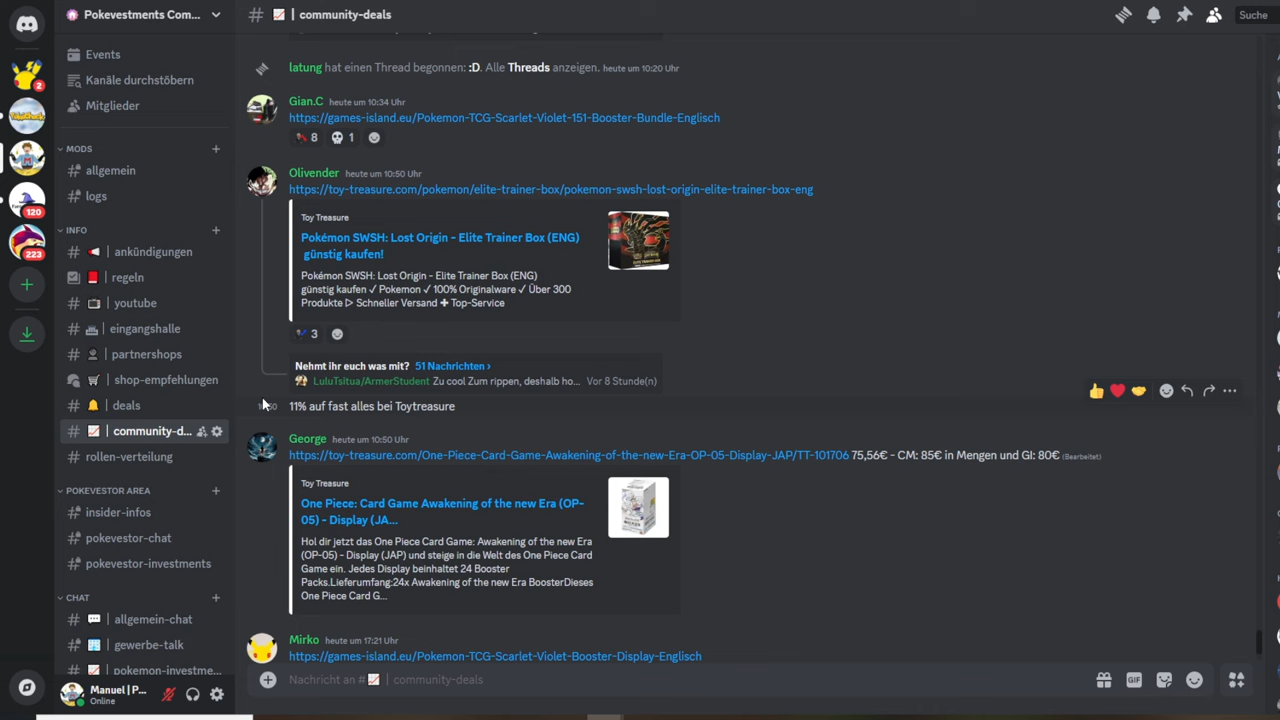 Pokevestments Com...
# | community-deals
Suche
Events
Kanäle durchstöbern
Mitglieder
MODS
allgemein
logs
INFO
ankündigungen
regeln
youtube
eingangshalle
partnershops
shop-empfehlungen
deals
community-d...
rollen-verteilung
POKEVESTOR AREA
insider-infos
pokevestor-chat
pokevestor-investments
CHAT
allgemein-chat
gewerbe-talk
pokemon-investme...
Manuel | P...
Online
2
120
223
latung hat einen Thread begonnen: :D. Alle Threads anzeigen. heute um 10:20 Uhr
Gian.C heute um 10:34 Uhr
https://games-island.eu/Pokemon-TCG-Scarlet-Violet-151-Booster-Bundle-Englisch
8 1
Olivender heute um 10:50 Uhr
https://toy-treasure.com/pokemon/elite-trainer-box/pokemon-swsh-lost-origin-elite-trainer-box-eng
Toy Treasure
Pokémon SWSH: Lost Origin - Elite Trainer Box (ENG)
günstig kaufen!
Pokémon SWSH: Lost Origin - Elite Trainer Box (ENG)
günstig kaufen ✓ Pokemon ✓ 100% Originalware ✓ Über 300
Produkte ▷ Schneller Versand ✚ Top-Service
3
Nehmt ihr euch was mit? 51 Nachrichten ›
LuluTsitua/ArmerStudent Zu cool Zum rippen, deshalb ho... Vor 8 Stunde(n)
11% auf fast alles bei Toytreasure
George heute um 10:50 Uhr
https://toy-treasure.com/One-Piece-Card-Game-Awakening-of-the-new-Era-OP-05-Display-JAP/TT-101706 75,56€ - CM: 85€ in Mengen und GI: 80€ (Bearbeitet)
Toy Treasure
One Piece: Card Game Awakening of the new Era (OP-
05) - Display (JA...
Hol dir jetzt das One Piece Card Game: Awakening of the new Era
(OP-05) - Display (JAP) und steige in die Welt des One Piece Card
Game ein. Jedes Display beinhaltet 24 Booster
Packs.Lieferumfang:24x Awakening of the new Era BoosterDieses
One Piece Card G...
Mirko heute um 17:21 Uhr
https://games-island.eu/Pokemon-TCG-Scarlet-Violet-Booster-Display-Englisch
Nachricht an # | community-deals
GIF